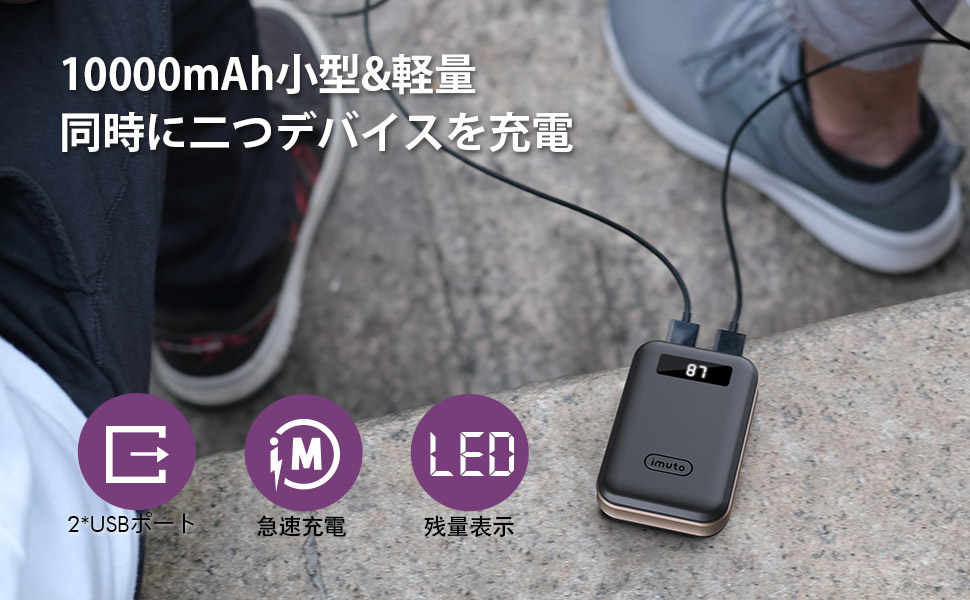 10000mAh小型&軽量
同時に二つデバイスを充電
87
imuto
iM
LED
2*USBポート
急速充電
残量表示